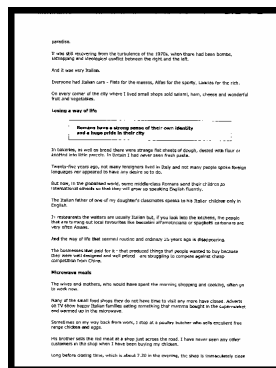 paradise.
It was still recovering from the turbulence of the 1970s, when there had been bombs,
kidnapping and ideological conflict between the right and the left.
And it was very Italian.
Everyone had Italian cars - Fiats for the masses, Alfas for the sporty, Lancias for the rich.
On every corner of the city where I lived small shops sold salami, ham, cheese and wonderful
fruit and vegetables.
Losing a way of life
Romans have a strong sense of their own identity
and a huge pride in their city
In bakeries, as well as bread there were strange flat sheets of dough, dusted with flour or
twisted into little parcels. In Britain I had never seen fresh pasta.
Twenty-five years ago, not many foreigners lived in Italy and not many people spoke foreign
languages nor appeared to have any desire to do.
But now, in the globalised world, some middle-class Romans send their children to
international schools so that they will grow up speaking English fluently.
The Italian father of one of my daughter's classmates speaks to his Italian children only in
English.
In restaurants the waiters are usually Italian but, if you look into the kitchens, the people
that are turning out local favourites like bucatini all'amatriciana or spaghetti carbonara are
very often Asians.
And the way of life that seemed routine and ordinary 25 years ago is disappearing.
The businesses that paid for it - that produced things that people wanted to buy because
they were well designed and well priced - are struggling to compete against cheap
competition from China.
Microwave meals
The wives and mothers, who would have spent the morning shopping and cooking, often go
to work now.
Many of the small food shops they do not have time to visit any more have closed. Adverts
on TV show happy Italian families eating something that mamma bought in the supermarket
and warmed up in the microwave.
Sometimes on my way back from work, I stop at a poultry butcher who sells excellent free
range chicken and eggs.
His brother sells the red meat at a shop just across the road. I have never seen any other
customers in the shop when I have been buying my chicken.
Long before closing time, which is about 7.30 in the evening, the shop is immaculately clean